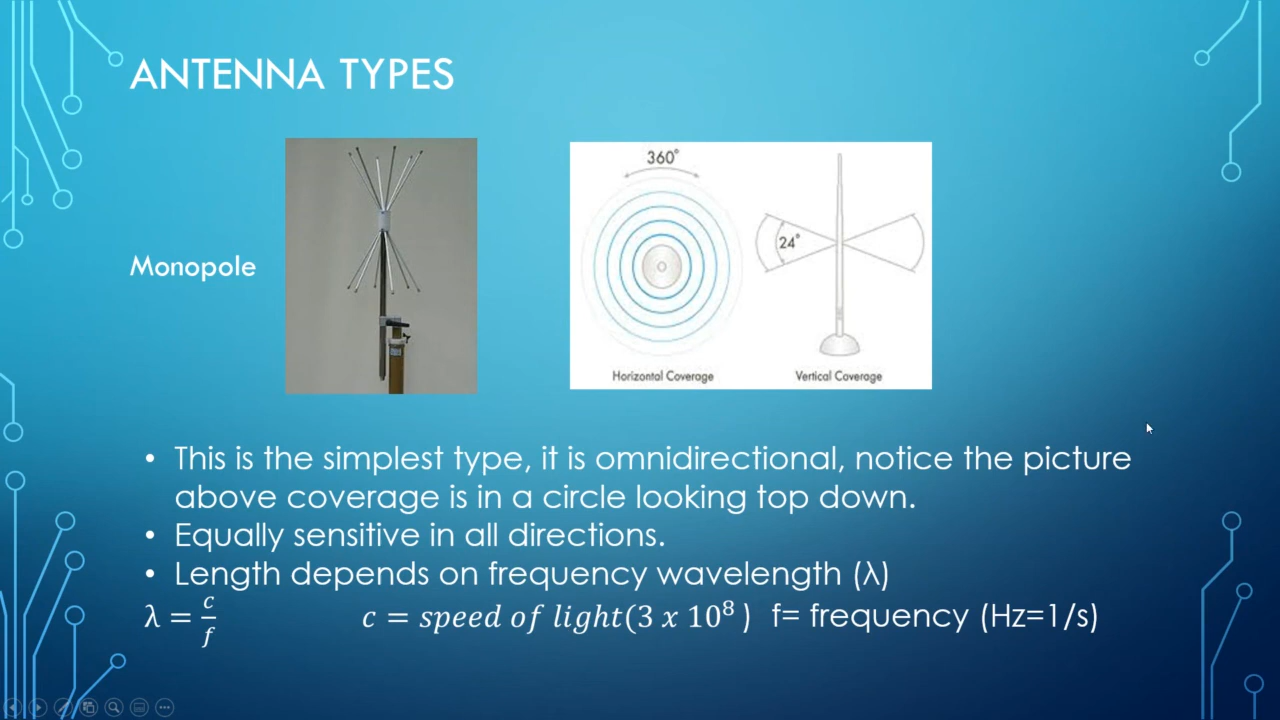 ANTENNA TYPES
Monopole
360°
24°
Horizontal Coverage
Vertical Coverage
• This is the simplest type, it is omnidirectional, notice the picture
above coverage is in a circle looking top down.
• Equally sensitive in all directions.
• Length depends on frequency wavelength (λ)
λ = c/f c = speed of light(3 x 10⁸ ) f= frequency (Hz=1/s)